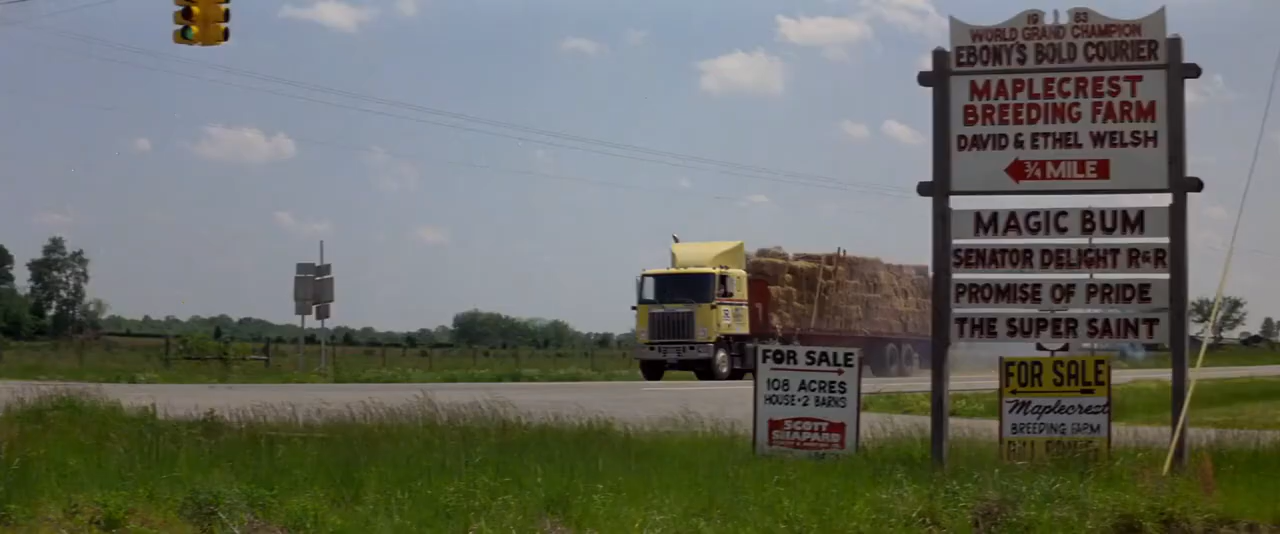 19 83
WORLD GRAND CHAMPION
EBONY'S BOLD COURIER
MAPLECREST
BREEDING FARM
DAVID & ETHEL WELSH
3/4 MILE
MAGIC BUM
SENATOR DELIGHT R&R
PROMISE OF PRIDE
THE SUPER SAINT
FOR SALE
108 ACRES
HOUSE • 2 BARNS
SCOTT
SHAPARD
FOR SALE
Maplecrest
BREEDING FARM